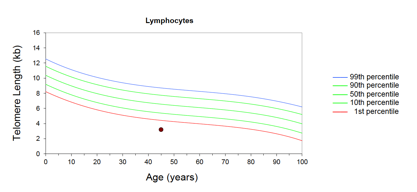 Lymphocytes
Telomere Length (kb)
16
14
12
10
8
6
4
2
0
0 10 20 30 40 50 60 70 80 90 100
Age (years)
99th percentile
90th percentile
50th percentile
10th percentile
1st percentile